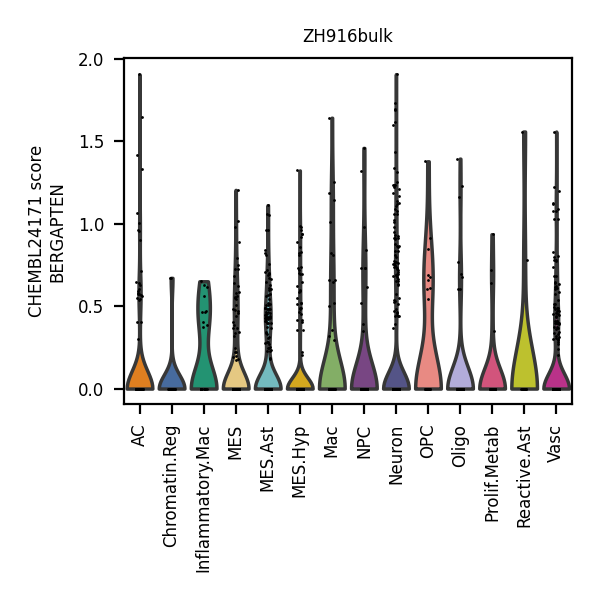 ZH916bulk
CHEMBL24171 score
BERGAPTEN
2.0
1.5
1.0
0.5
0.0
AC
Chromatin.Reg
Inflammatory.Mac
MES
MES.Ast
MES.Hyp
Mac
NPC
Neuron
OPC
Oligo
Prolif.Metab
Reactive.Ast
Vasc